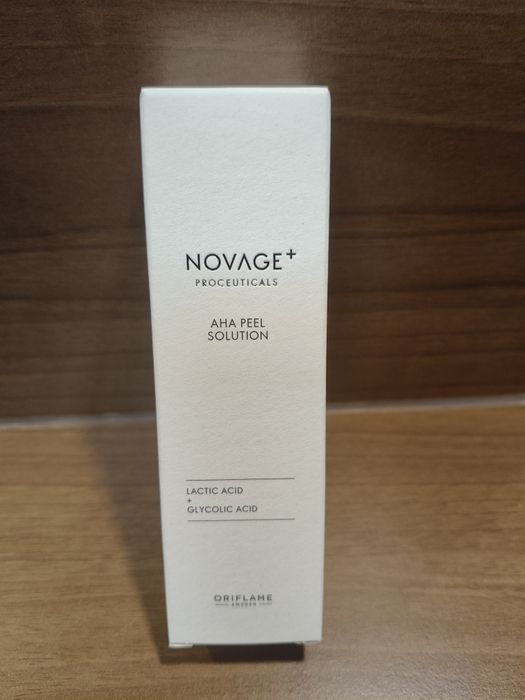 NOVAGE+
PROCEUTICALS
AHA PEEL
SOLUTION
LACTIC ACID
+
GLYCOLIC ACID
ORIFLAME
SWEDEN